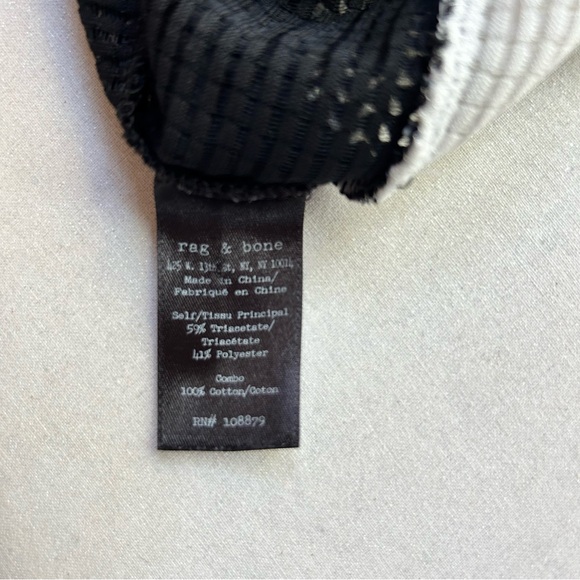 rag & bone
425 W. 13th St, NY, NY 10014
Made in China/
Fabriqué en Chine
Self/Tissu Principal
59% Triacetate/
Triacétate
41% Polyester
Combo
100% Cotton/Coton
RN# 108879